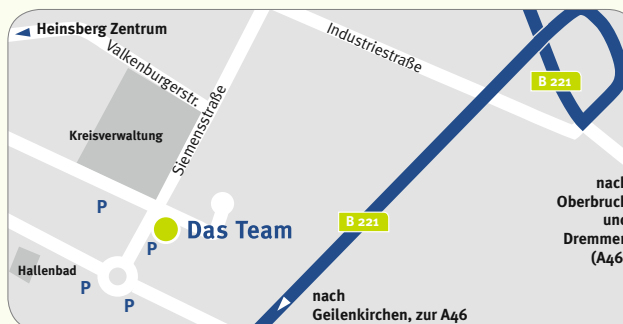 Heinsberg Zentrum
Valkenburgerstr.
Industriestraße
B 221
Kreisverwaltung
Siemensstraße
nach
Oberbruch
und
Dremmen
(A46
P
Das Team
B 221
P
Hallenbad
P
P
nach
Geilenkirchen, zur A46